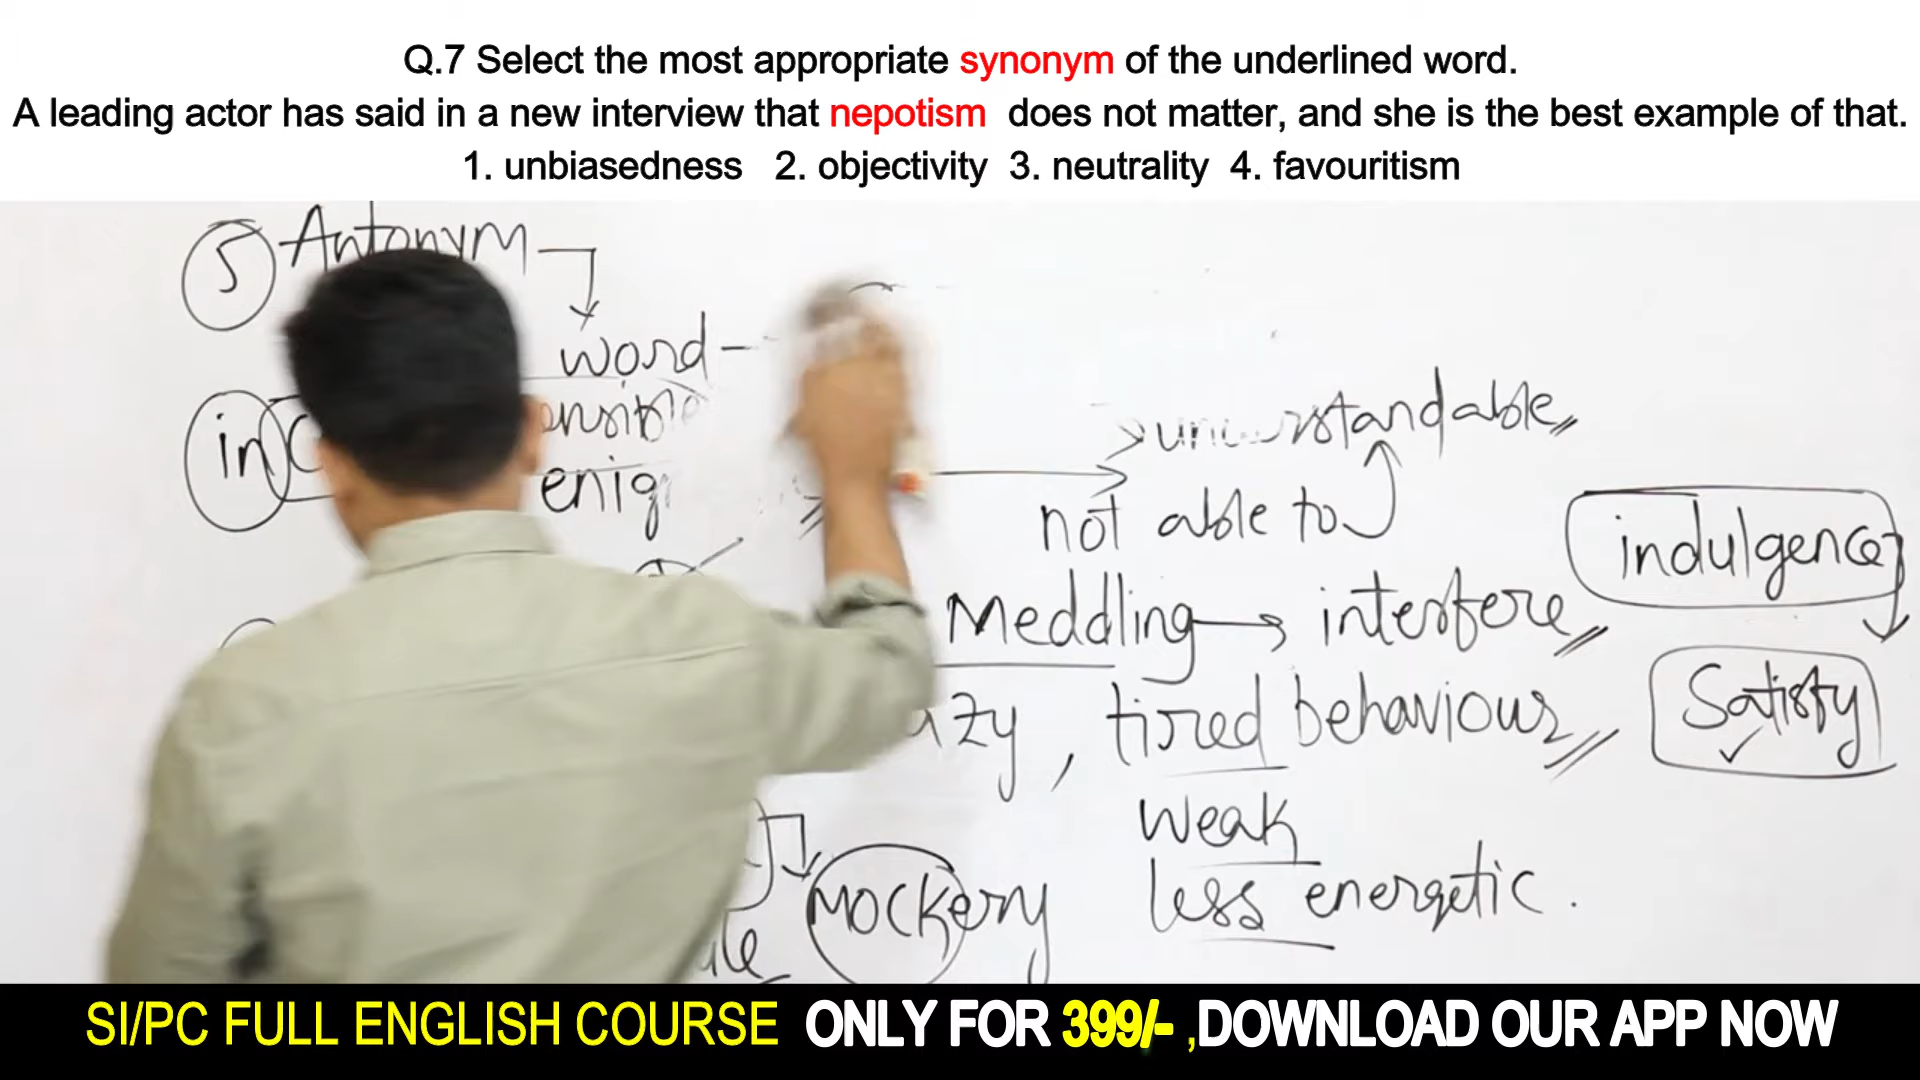 Q.7 Select the most appropriate synonym of the underlined word.
A leading actor has said in a new interview that nepotism does not matter, and she is the best example of that.
1. unbiasedness 2. objectivity 3. neutrality 4. favouritism
5 Antonym
word
in
enig
understandable
not able to
indulgence
Meddling → interfere
Satisfy
tired behaviour
weak
mockery
less energetic.
SI/PC FULL ENGLISH COURSE ONLY FOR 399/- ,DOWNLOAD OUR APP NOW